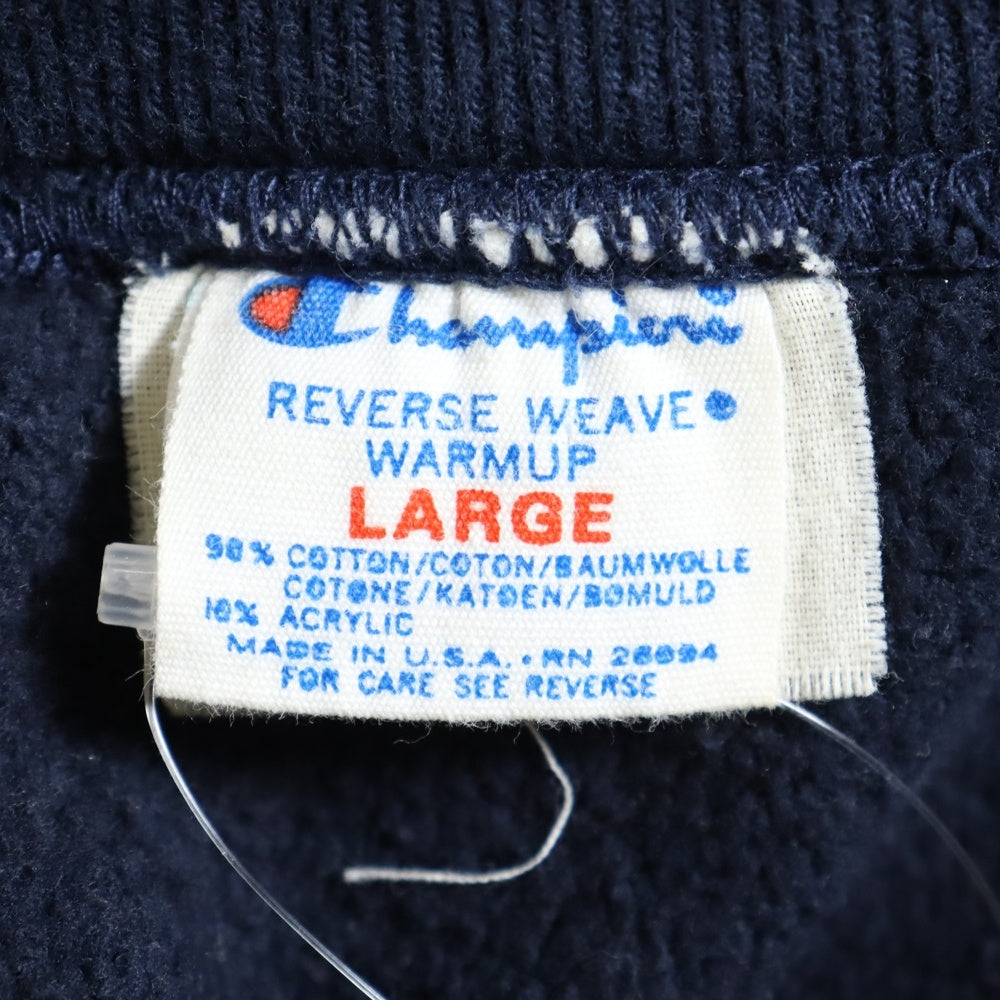 Champion
REVERSE WEAVE
WARMUP
LARGE
90% COTTON/COTON/BAUMWOLLE
COTONE/KATOEN/BOMULD
10% ACRYLIC
MADE IN U.S.A. • RN 26094
FOR CARE SEE REVERSE